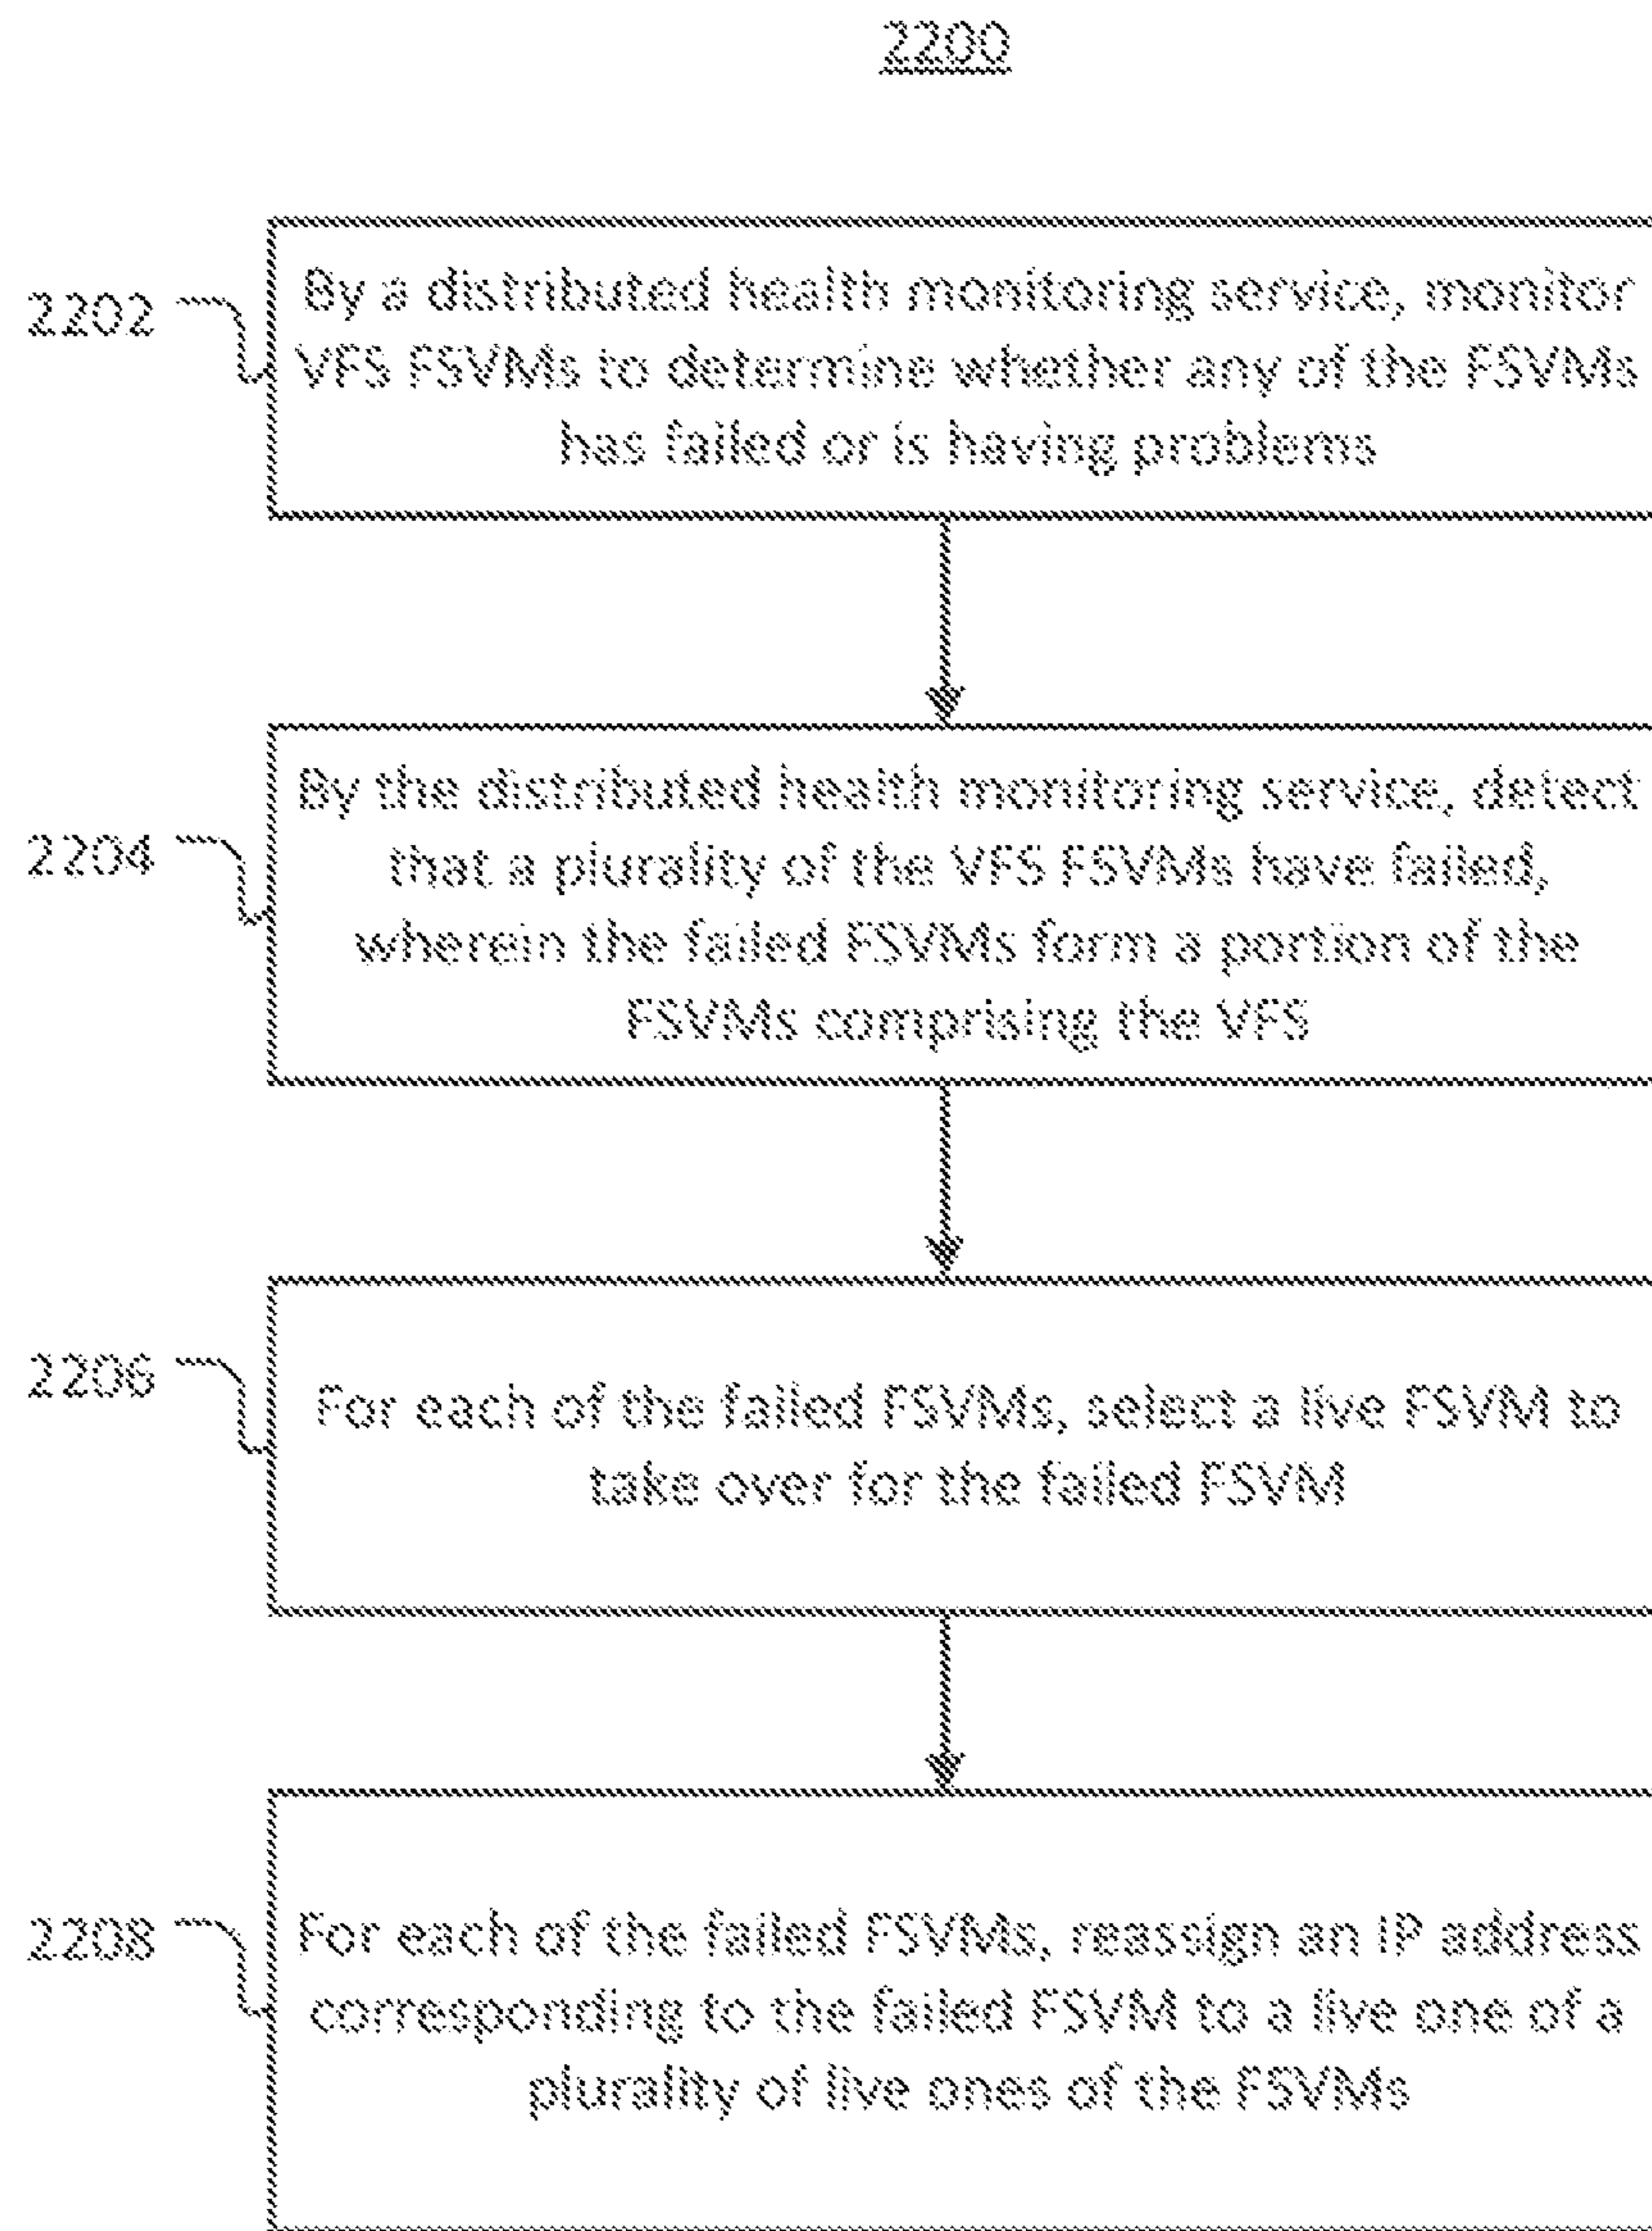 2200
2202
By a distributed health monitoring service, monitor
VFS FSVMs to determine whether any of the FSVMs
has failed or is having problems
2204
By the distributed health monitoring service, detect
that a plurality of the VFS FSVMs have failed,
wherein the failed FSVMs form a portion of the
FSVMs comprising the VFS
2206
For each of the failed FSVMs, select a live FSVM to
take over for the failed FSVM
2208
For each of the failed FSVMs, reassign an IP address
corresponding to the failed FSVM to a live one of a
plurality of live ones of the FSVMs